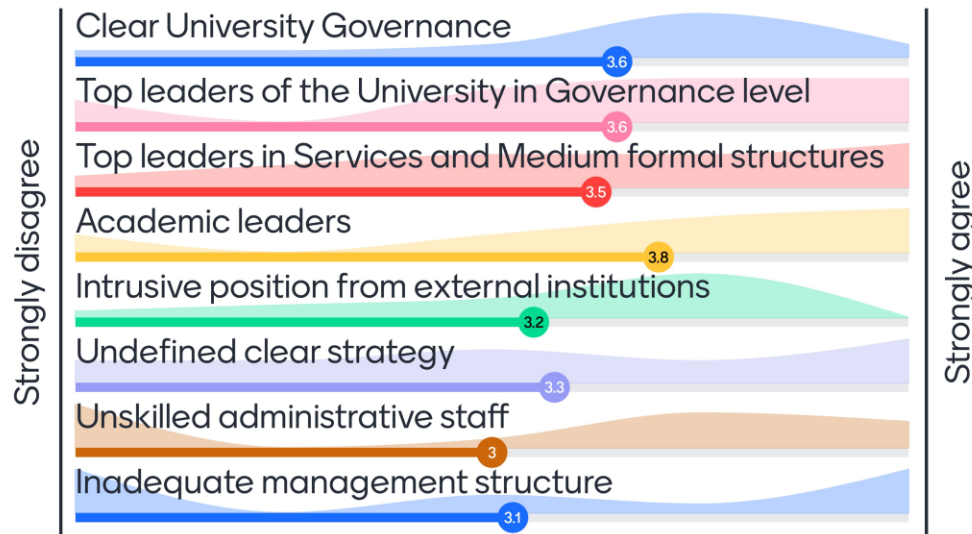 Strongly disagree
Clear University Governance
3.6
Top leaders of the University in Governance level
3.6
Top leaders in Services and Medium formal structures
3.5
Academic leaders
3.8
Intrusive position from external institutions
3.2
Undefined clear strategy
3.3
Unskilled administrative staff
3
Inadequate management structure
3.1
Strongly agree